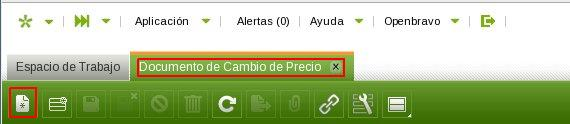 Aplicación Alertas (0) Ayuda Openbravo
Espacio de Trabajo Documento de Cambio de Precio